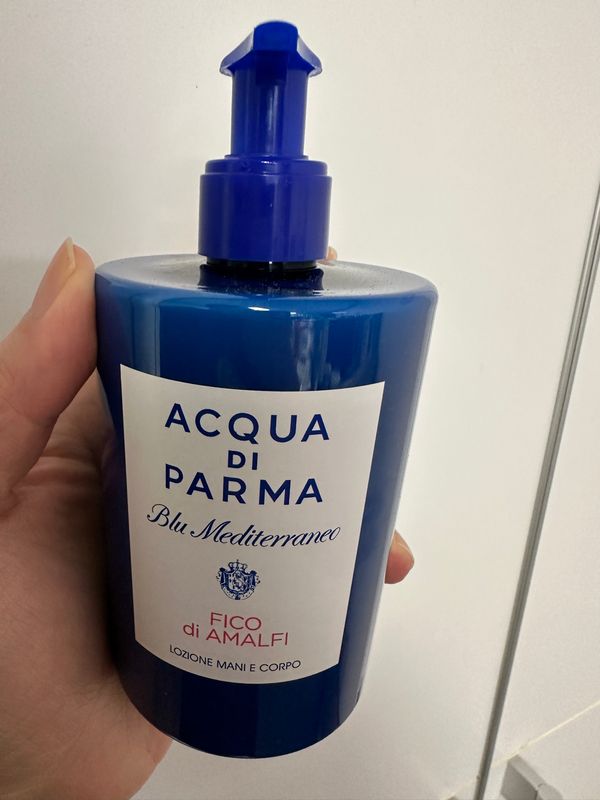 ACQUA
DI
PARMA
Blu Mediterraneo
FICO
di AMALFI
LOZIONE MANI E CORPO